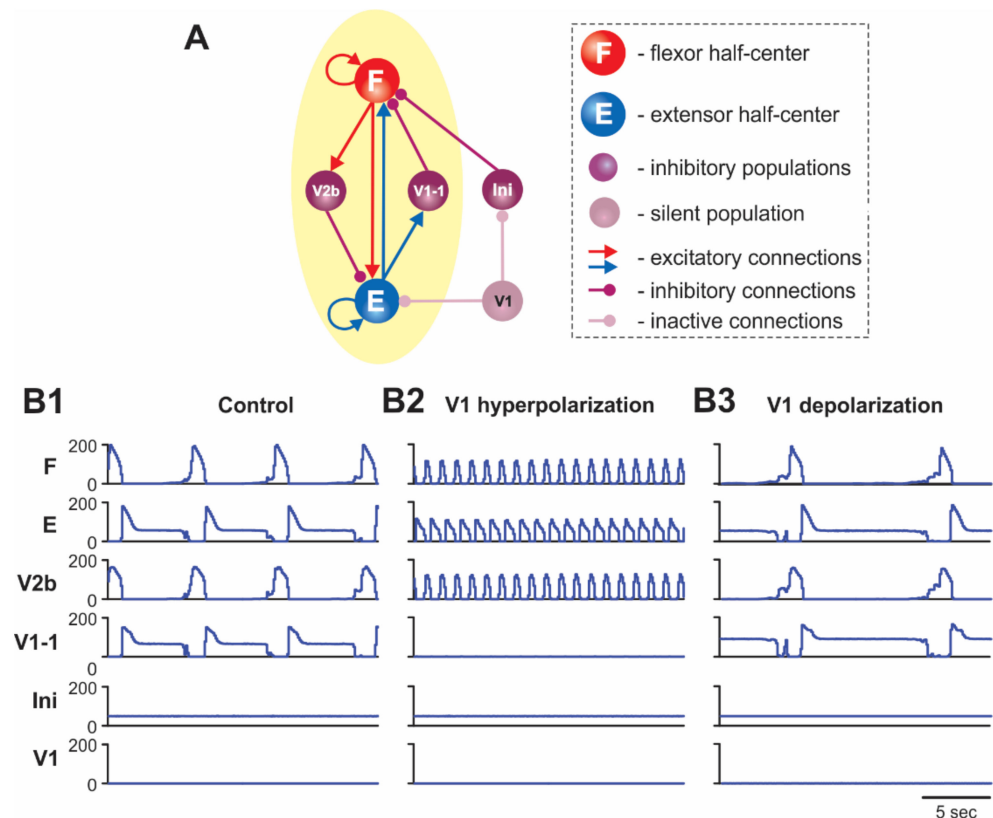 A
F
V2b
V1-1
Ini
E
V1
F - flexor half-center
E - extensor half-center
- inhibitory populations
- silent population
- excitatory connections
- inhibitory connections
- inactive connections
B1 Control
B2 V1 hyperpolarization
B3 V1 depolarization
F 200
0
E 200
0
V2b 200
0
V1-1 200
0
Ini 200
0
V1 200
0
5 sec